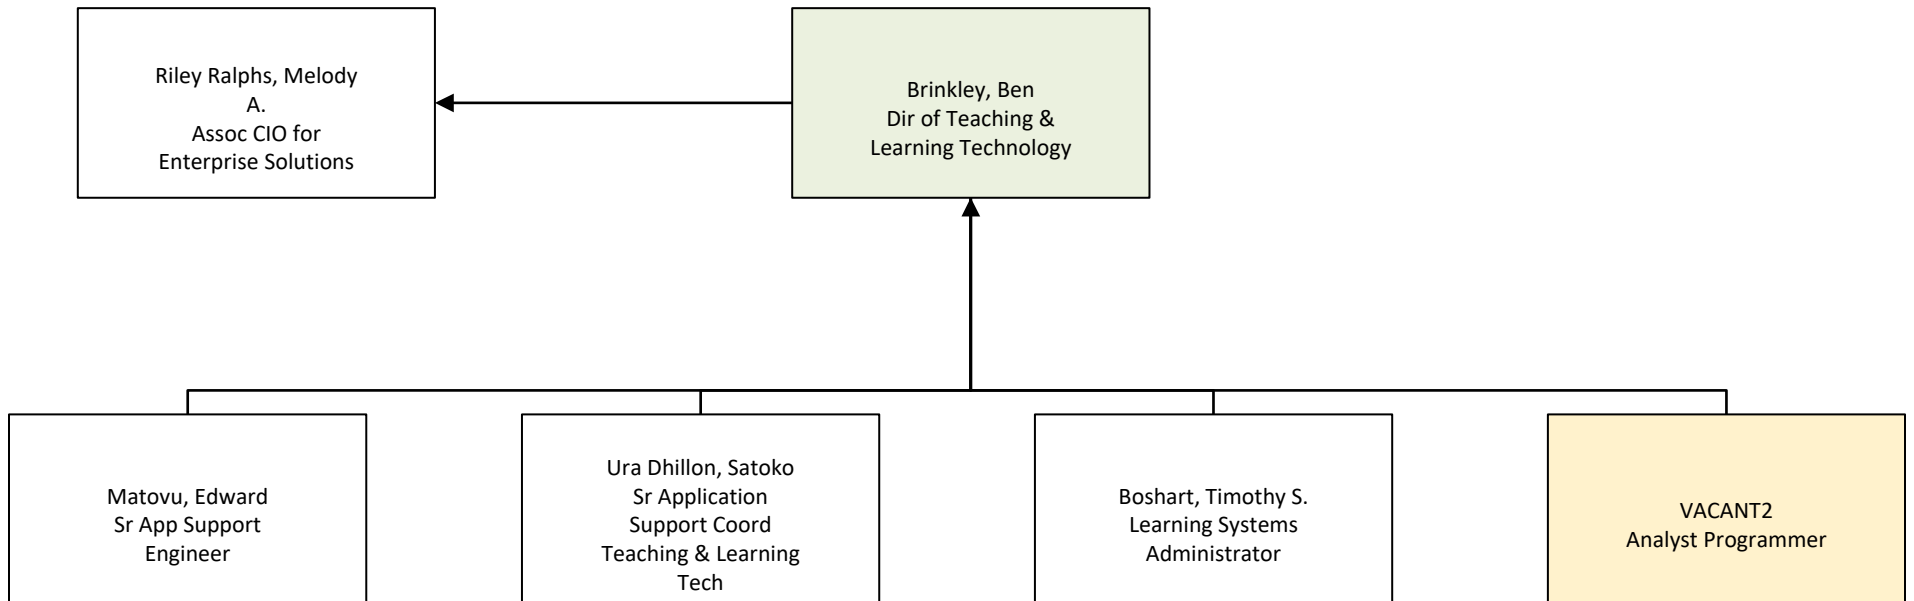 Riley Ralphs, Melody
A.
Assoc CIO for
Enterprise Solutions
Brinkley, Ben
Dir of Teaching &
Learning Technology
Matovu, Edward
Sr App Support
Engineer
Ura Dhillon, Satoko
Sr Application
Support Coord
Teaching & Learning
Tech
Boshart, Timothy S.
Learning Systems
Administrator
VACANT2
Analyst Programmer